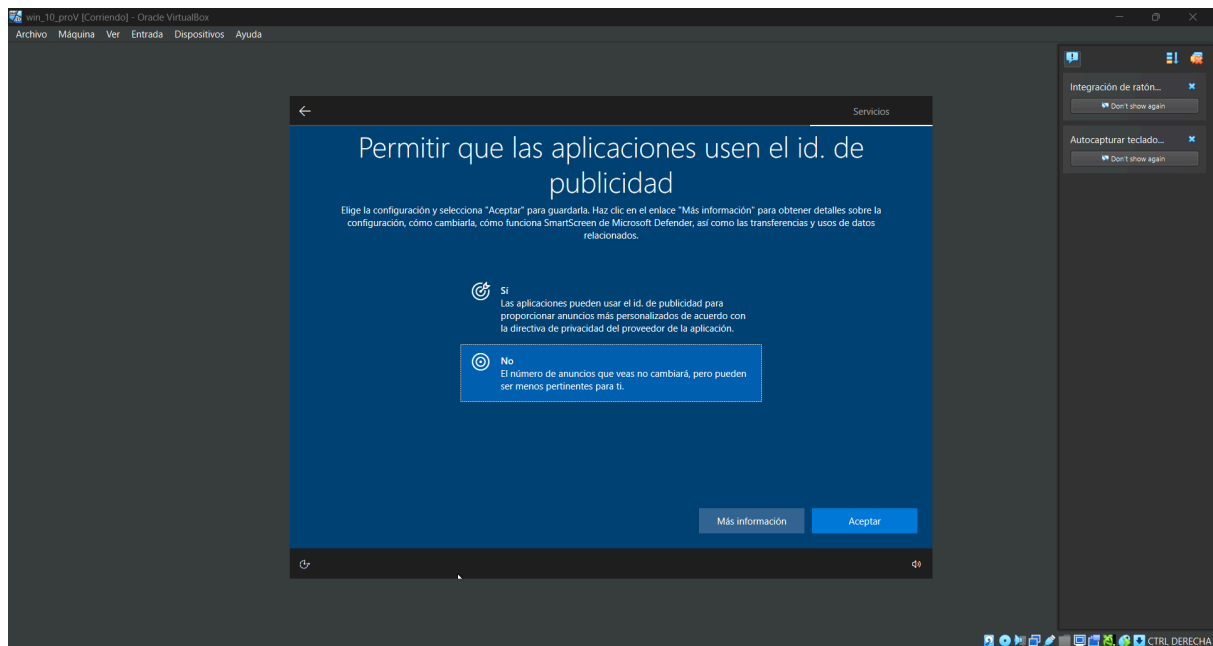 win_10_proV [Corriendo] - Oracle VirtualBox
Archivo Máquina Ver Entrada Dispositivos Ayuda
Integración de ratón...
Don't show again
Autocapturar teclado...
Don't show again
Servicios
Permitir que las aplicaciones usen el id. de
publicidad
Elige la configuración y selecciona "Aceptar" para guardarla. Haz clic en el enlace "Más información" para obtener detalles sobre la
configuración, cómo cambiarla, cómo funciona SmartScreen de Microsoft Defender, así como las transferencias y usos de datos
relacionados.
Sí
Las aplicaciones pueden usar el id. de publicidad para
proporcionar anuncios más personalizados de acuerdo con
la directiva de privacidad del proveedor de la aplicación.
No
El número de anuncios que veas no cambiará, pero pueden
ser menos pertinentes para ti.
Más información
Aceptar
CTRL DERECHA